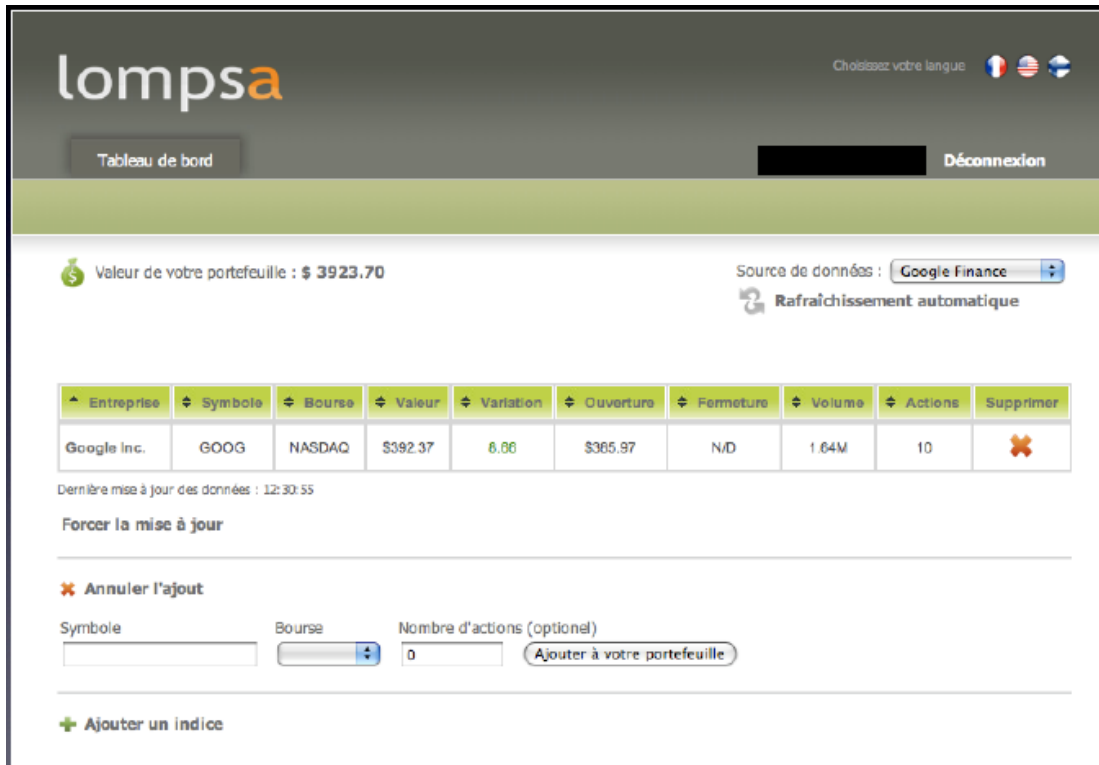 lompsa
Choisissez votre langue
Tableau de bord
Déconnexion
Valeur de votre portefeuille : $ 3923.70
Source de données : Google Finance
Rafraîchissement automatique
Entreprise Symbole Bourse Valeur Variation Ouverture Fermeture Volume Actions Supprimer
Google Inc. GOOG NASDAQ $392.37 6.66 $385.97 N/D 1.64M 10
Dernière mise à jour des données : 12:30:55
Forcer la mise à jour
Annuler l'ajout
Symbole Bourse Nombre d'actions (optionel)
0 Ajouter à votre portefeuille
Ajouter un indice